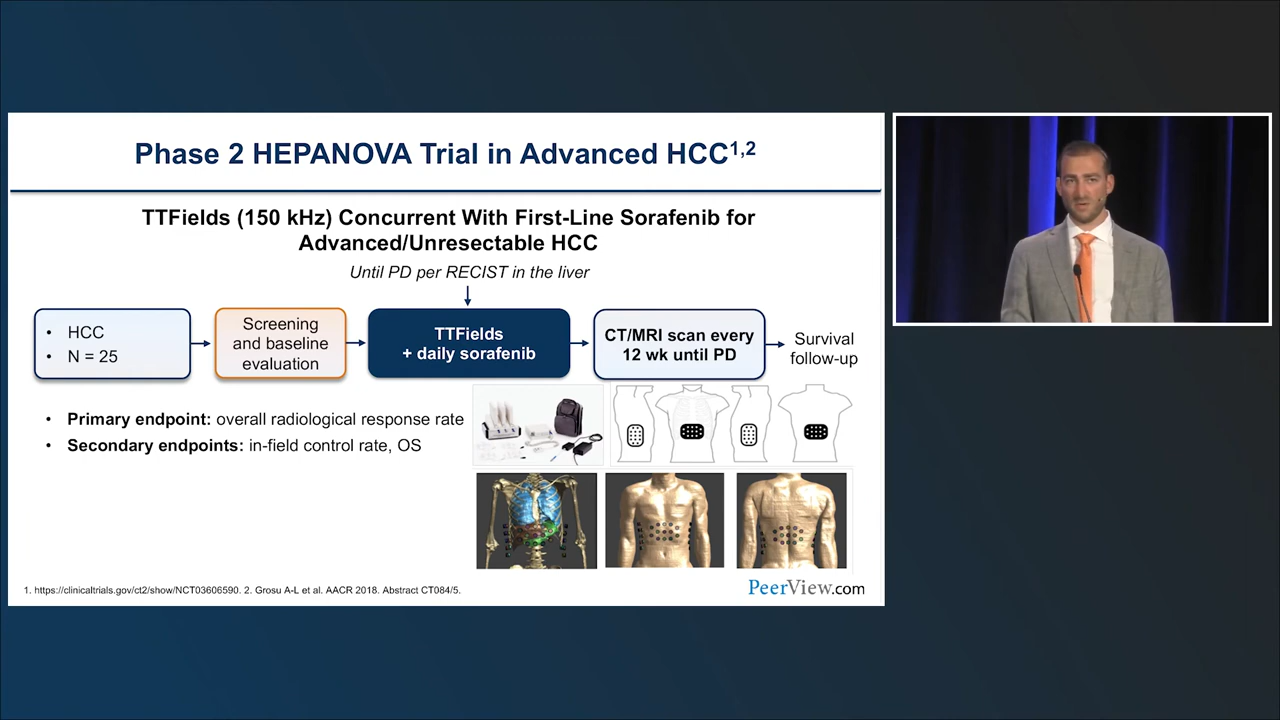 Phase 2 HEPANOVA Trial in Advanced HCC1,2
TTFields (150 kHz) Concurrent With First-Line Sorafenib for
Advanced/Unresectable HCC
Until PD per RECIST in the liver
• HCC
• N = 25
Screening
and baseline
evaluation
TTFields
+ daily sorafenib
CT/MRI scan every
12 wk until PD
Survival
follow-up
• Primary endpoint: overall radiological response rate
• Secondary endpoints: in-field control rate, OS
1. https://clinicaltrials.gov/ct2/show/NCT03606590. 2. Grosu A-L et al. AACR 2018. Abstract CT084/5.
PeerView.com